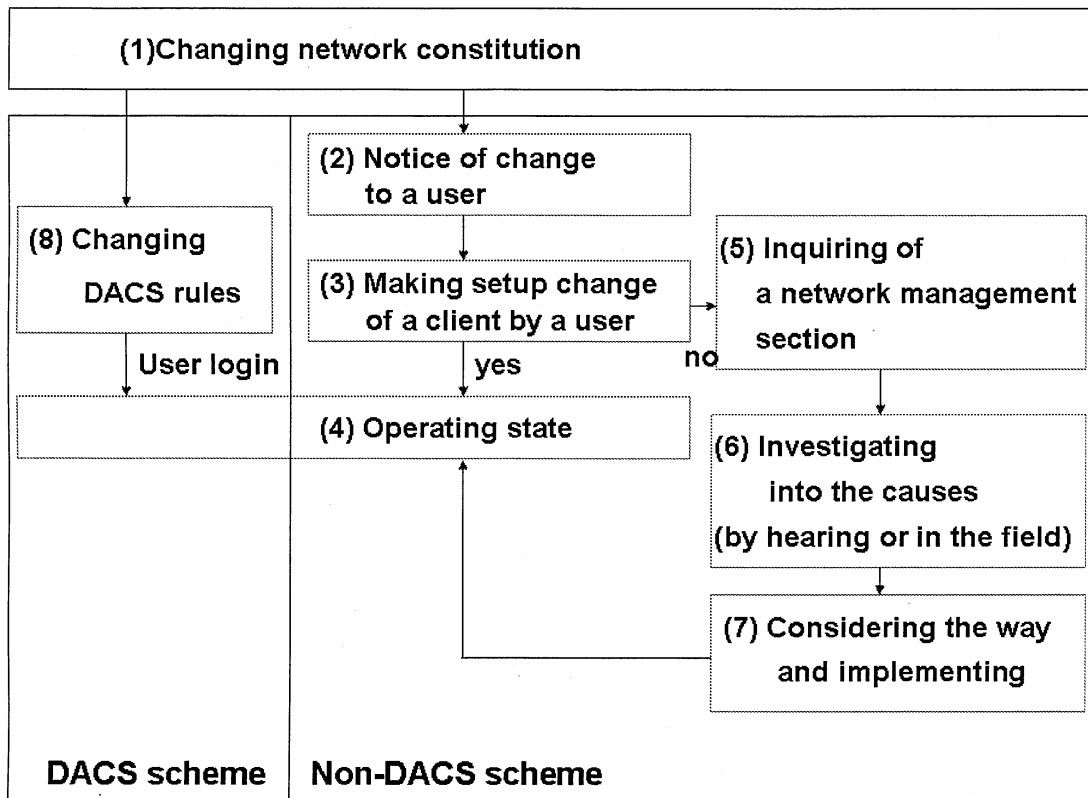 (1)Changing network constitution
(2) Notice of change
to a user
(8) Changing
DACS rules
(3) Making setup change
of a client by a user
(5) Inquiring of
a network management
section
User login
yes
no
(4) Operating state
(6) Investigating
into the causes
(by hearing or in the field)
(7) Considering the way
and implementing
DACS scheme
Non-DACS scheme